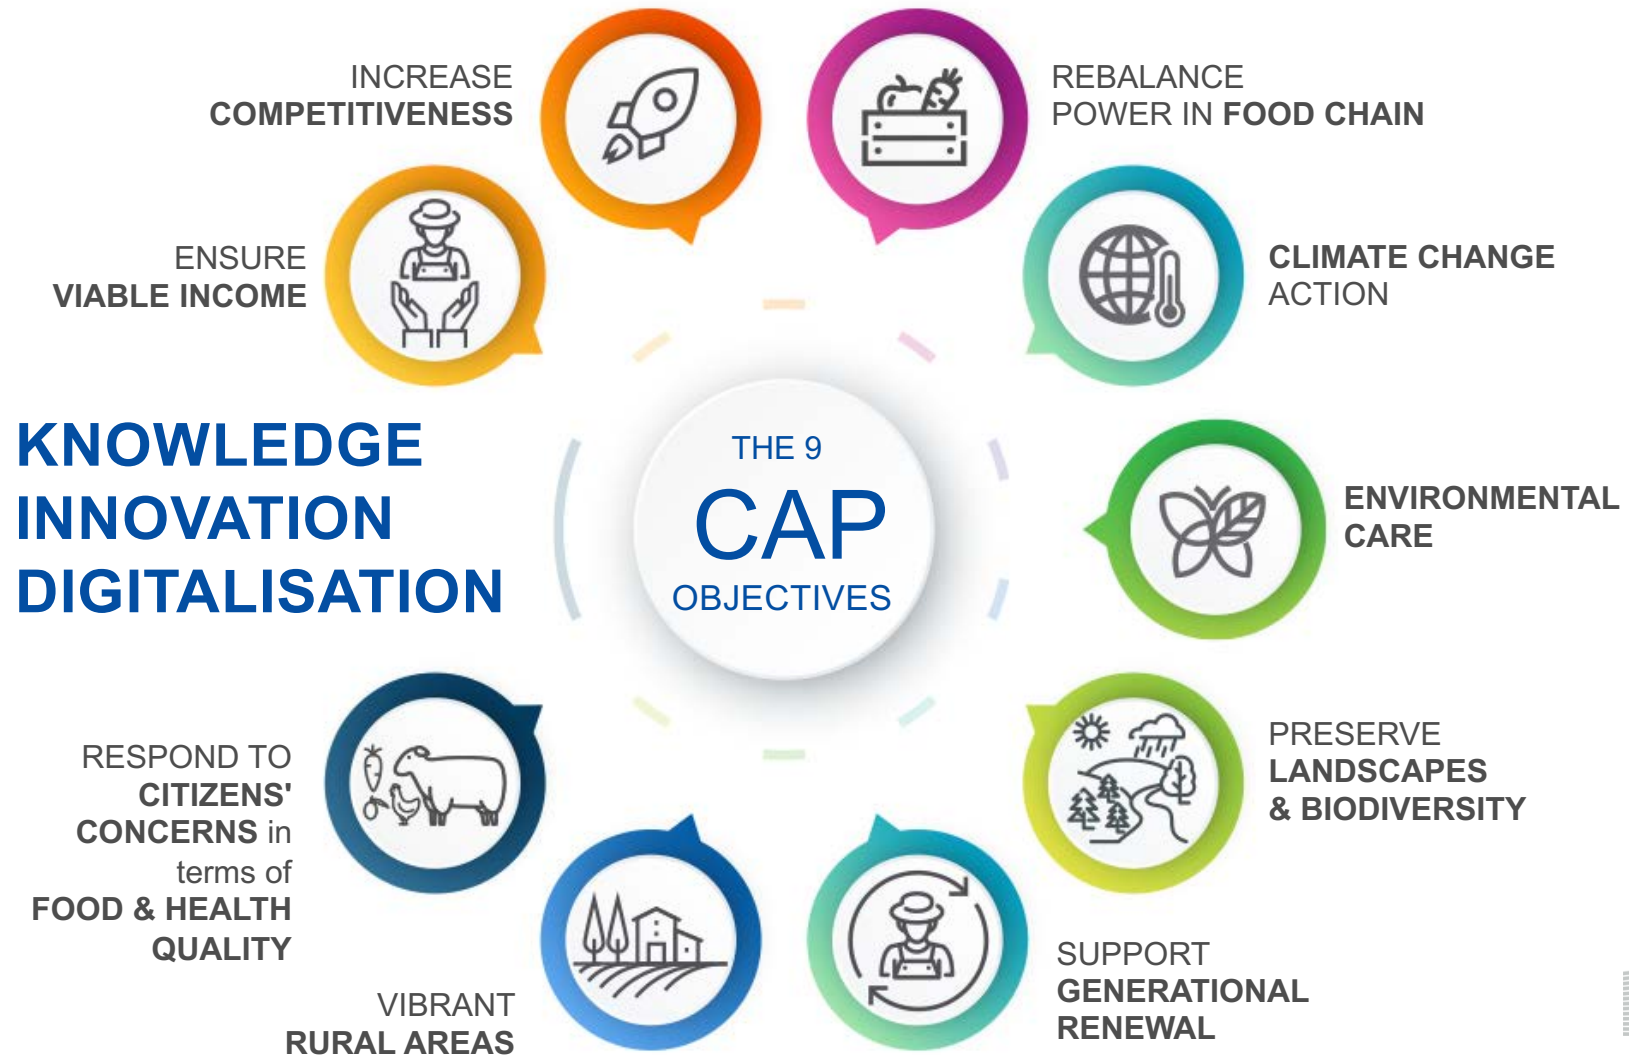 INCREASE
COMPETITIVENESS
REBALANCE
POWER IN FOOD CHAIN
ENSURE
VIABLE INCOME
CLIMATE CHANGE
ACTION
KNOWLEDGE
INNOVATION
DIGITALISATION
THE 9
CAP
OBJECTIVES
ENVIRONMENTAL
CARE
RESPOND TO
CITIZENS'
CONCERNS in
terms of
FOOD & HEALTH
QUALITY
PRESERVE
LANDSCAPES
& BIODIVERSITY
VIBRANT
RURAL AREAS
SUPPORT
GENERATIONAL
RENEWAL